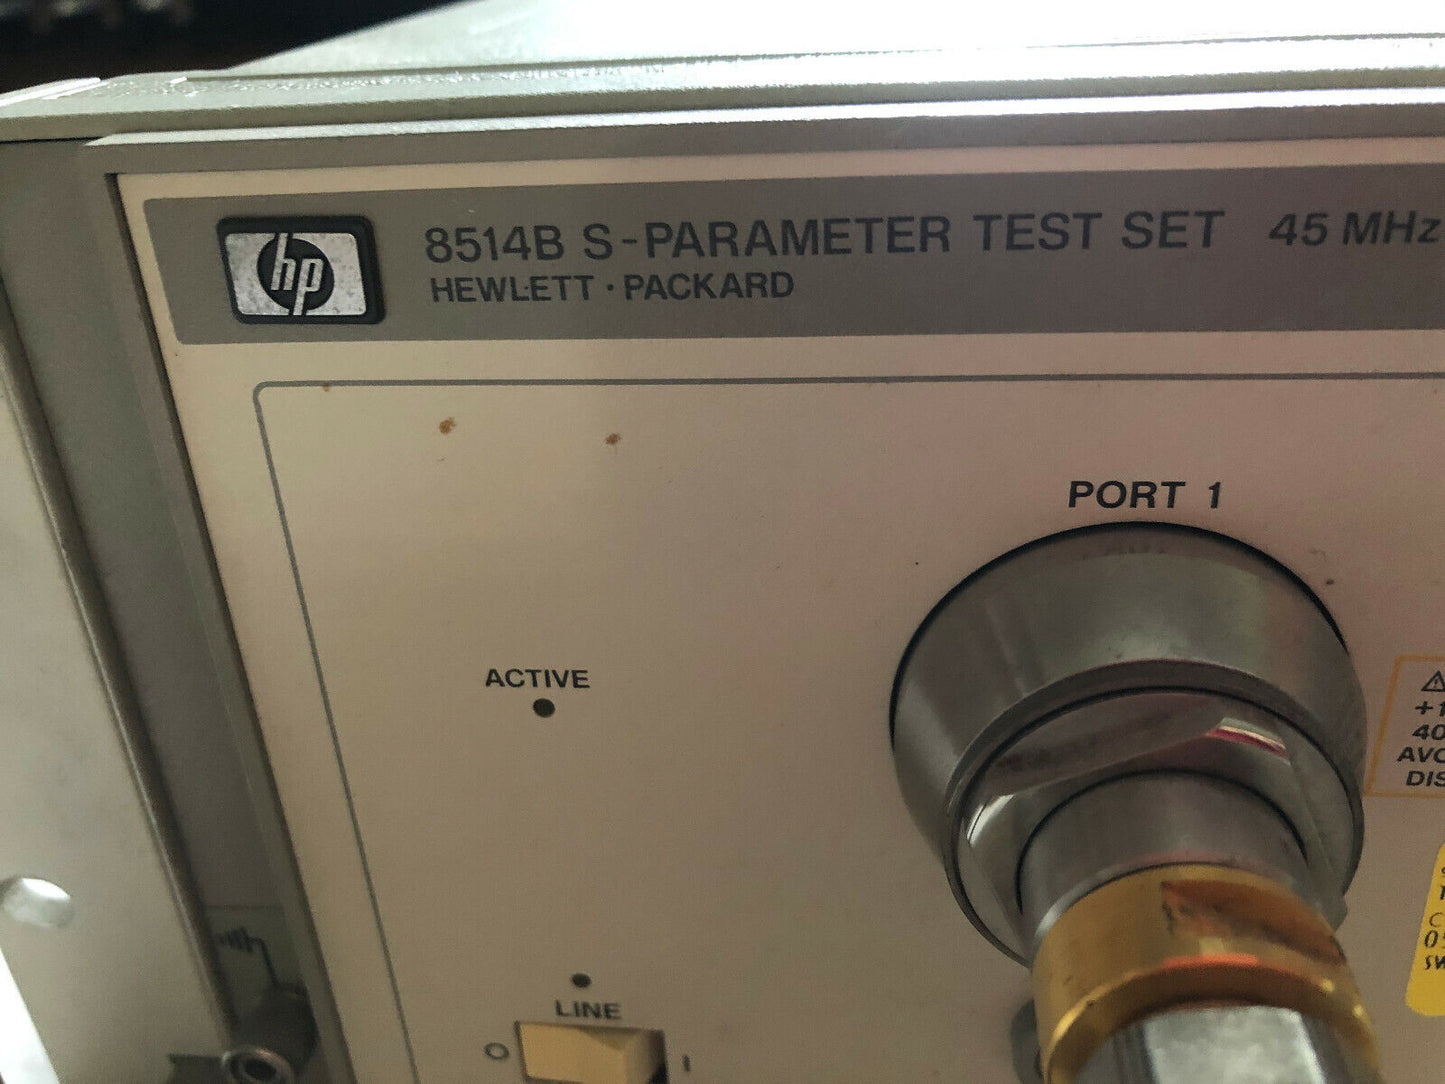 hp
8514B S-PARAMETER TEST SET 45 MHz
HEWLETT·PACKARD
PORT 1
ACTIVE
LINE
O I